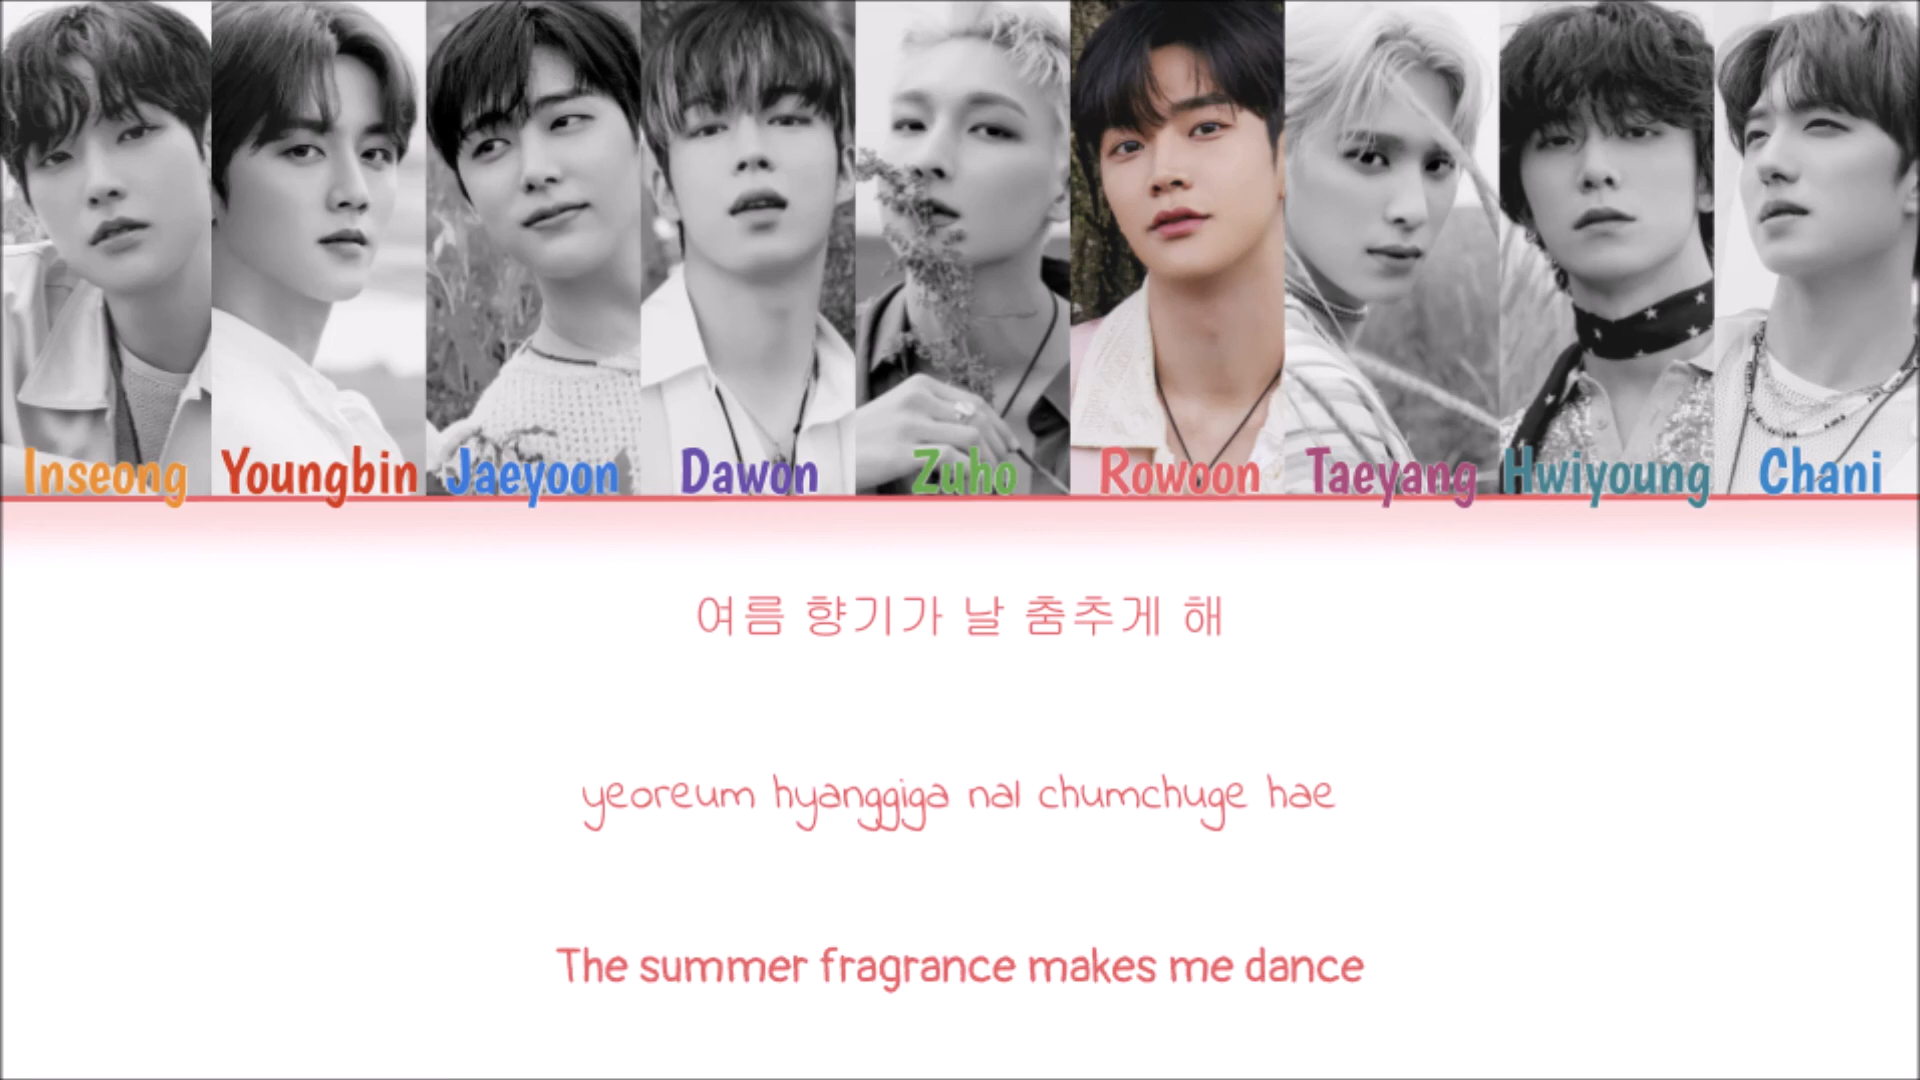 Inseong Youngbin Jaeyoon Dawon Zuho Rowoon Taeyang Hwiyoung Chani
여름 향기가 날 춤추게 해
yeoreum hyanggiga nal chumchuge hae
The summer fragrance makes me dance